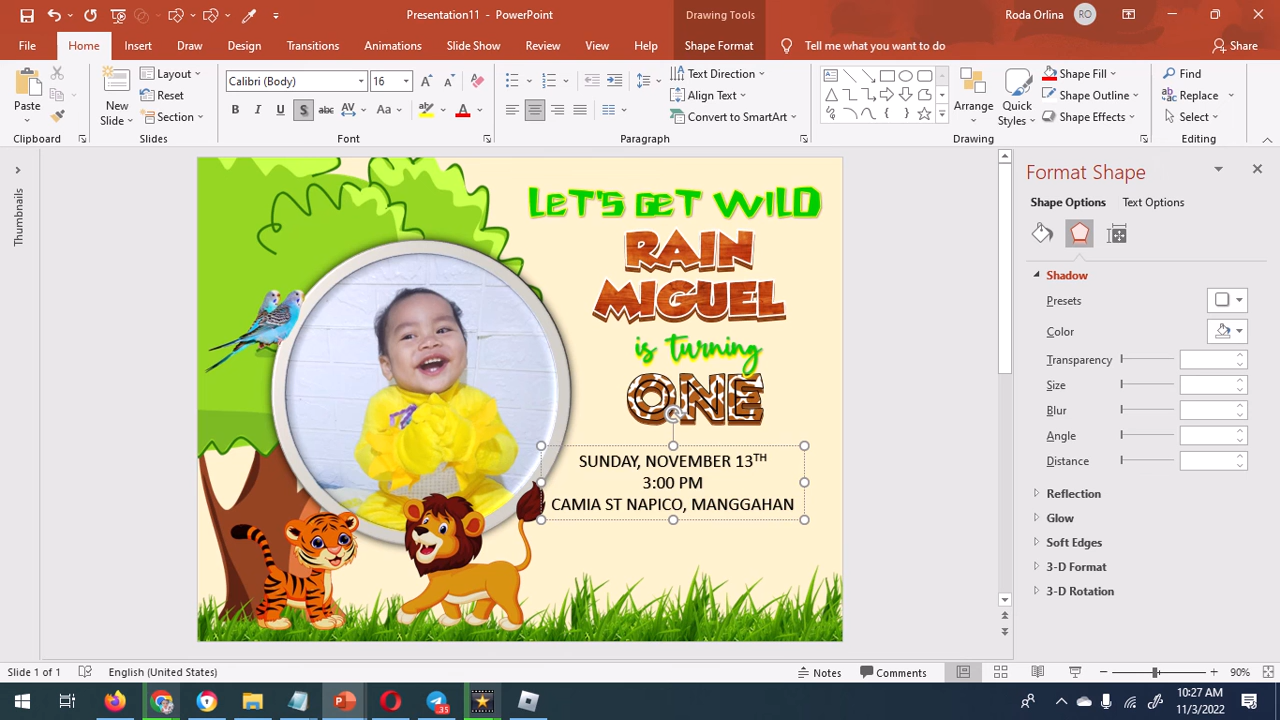 Presentation11 - PowerPoint
Drawing Tools
Roda Orlina
RO
File
Home
Insert
Draw
Design
Transitions
Animations
Slide Show
Review
View
Help
Shape Format
Tell me what you want to do
Share
Paste
Clipboard
New
Slide
Layout
Reset
Section
Slides
Calibri (Body)
16
B
I
U
S
abc
AV
Aa
A
Font
Text Direction
Align Text
Convert to SmartArt
Paragraph
Arrange
Quick
Styles
Shape Fill
Shape Outline
Shape Effects
Drawing
Find
Replace
Select
Editing
Thumbnails
LET'S GET WILD
RAIN
MIGUEL
is turning
ONE
SUNDAY, NOVEMBER 13TH
3:00 PM
CAMIA ST NAPICO, MANGGAHAN
Format Shape
Shape Options
Text Options
Shadow
Presets
Color
Transparency
Size
Blur
Angle
Distance
Reflection
Glow
Soft Edges
3-D Format
3-D Rotation
Slide 1 of 1
English (United States)
Notes
Comments
90%
35
10:27 AM
11/3/2022